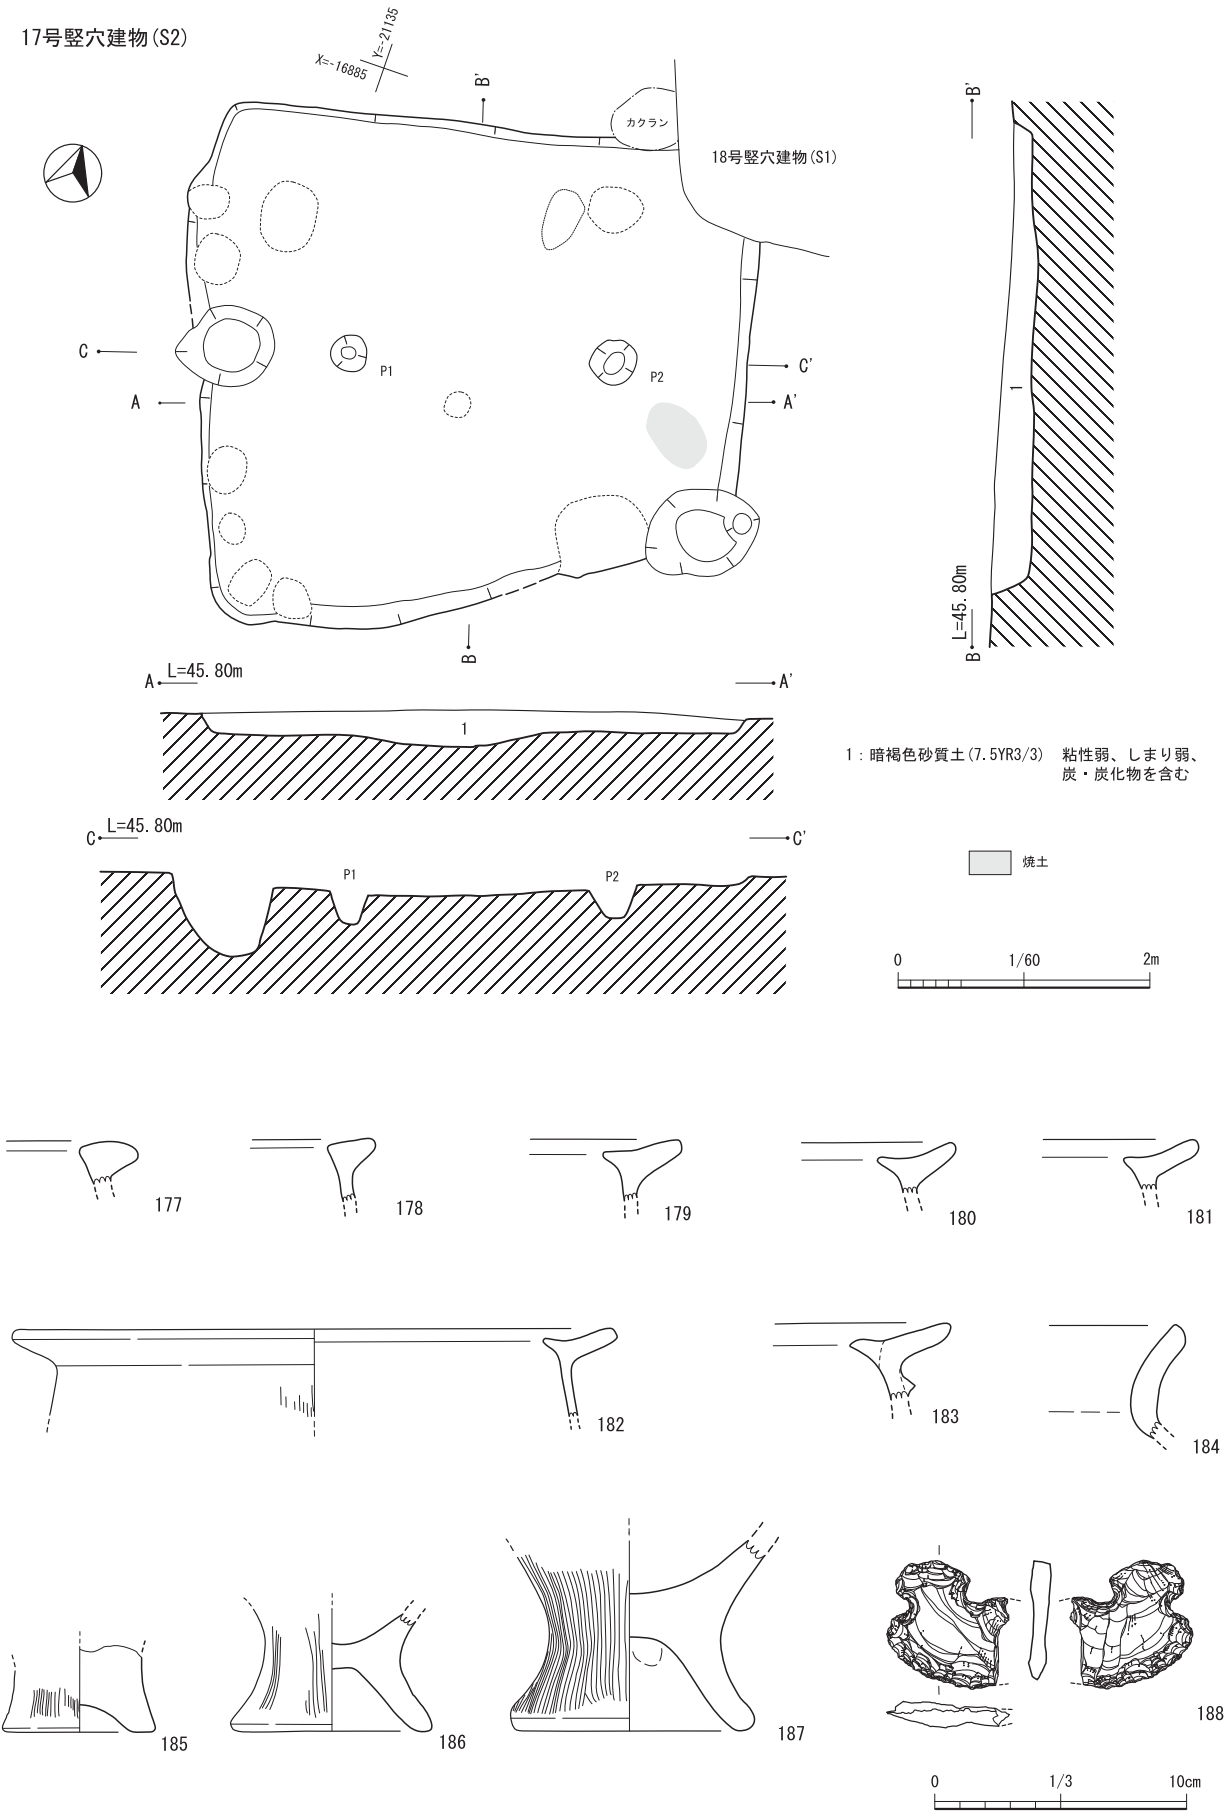 17号竪穴建物(S2)
X=-16885
Y=-21135
B'
カクラン
18号竪穴建物(S1)
C
P1
P2
C'
A
A'
B
B'
1
L=45.80m
B
A
L=45.80m
A'
1
1：暗褐色砂質土(7.5YR3/3) 粘性弱、しまり弱、
炭・炭化物を含む
C
L=45.80m
C'
P1
P2
焼土
0 1/60 2m
177
178
179
180
181
182
183
184
185
186
187
188
0 1/3 10cm